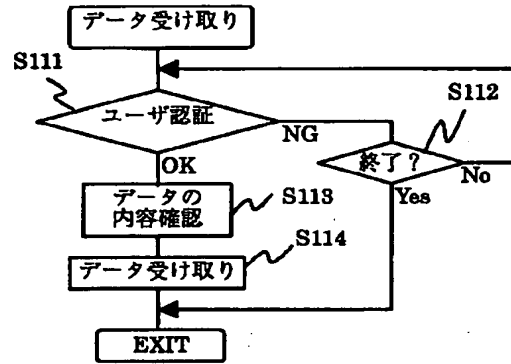 データ受け取り
S111
ユーザ認証
S112
NG
終了?
No
OK
Yes
データの
内容確認
S113
S114
データ受け取り
EXIT